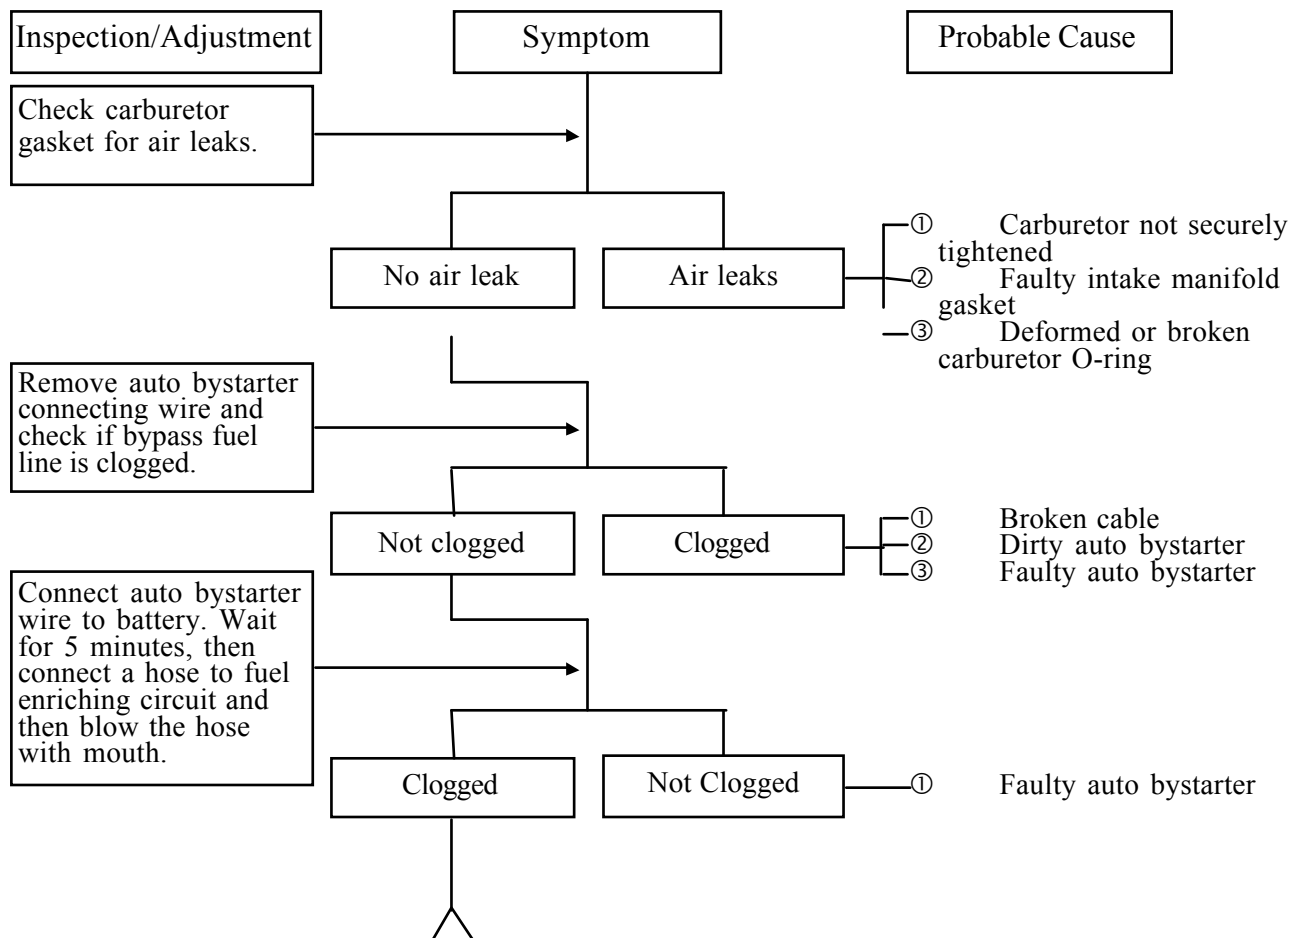 Inspection/Adjustment
Symptom
Probable Cause
Check carburetor
gasket for air leaks.
No air leak
Air leaks
① Carburetor not securely
tightened
② Faulty intake manifold
gasket
③ Deformed or broken
carburetor O-ring
Remove auto bystarter
connecting wire and
check if bypass fuel
line is clogged.
Not clogged
Clogged
① Broken cable
② Dirty auto bystarter
③ Faulty auto bystarter
Connect auto bystarter
wire to battery. Wait
for 5 minutes, then
connect a hose to fuel
enriching circuit and
then blow the hose
with mouth.
Clogged
Not Clogged
① Faulty auto bystarter